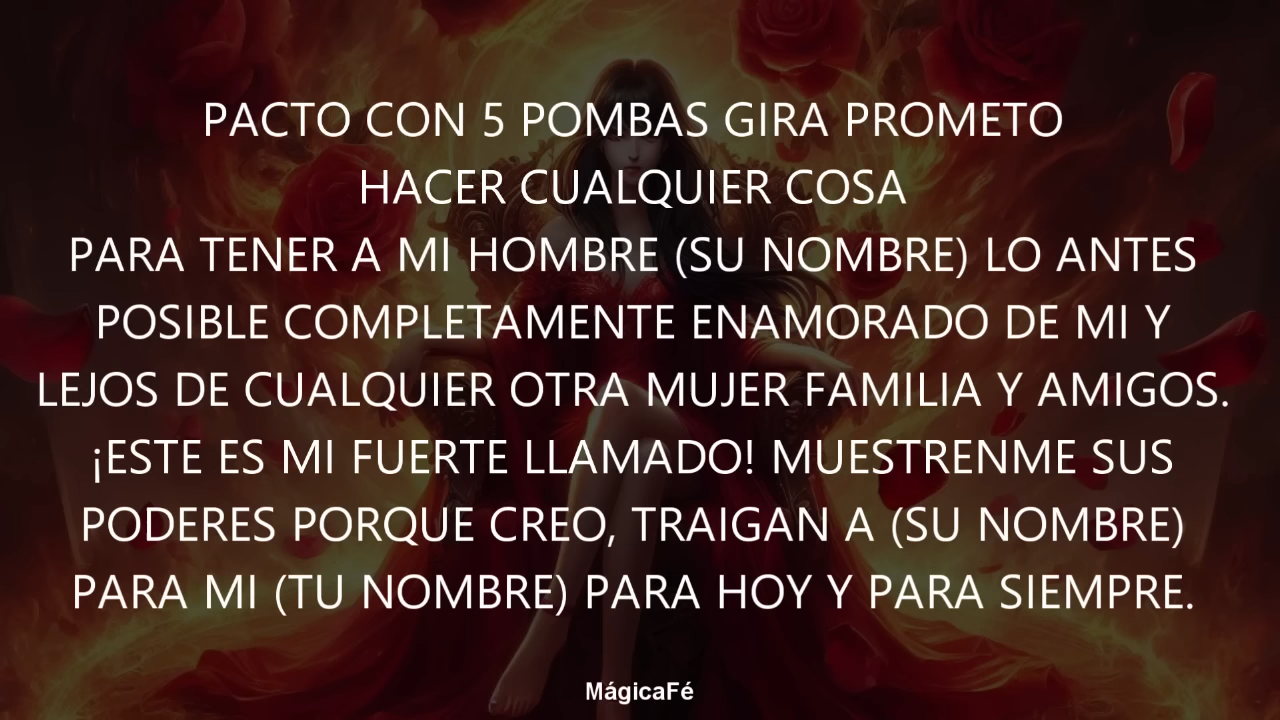 PACTO CON 5 POMBAS GIRA PROMETO
HACER CUALQUIER COSA
PARA TENER A MI HOMBRE (SU NOMBRE) LO ANTES
POSIBLE COMPLETAMENTE ENAMORADO DE MI Y
LEJOS DE CUALQUIER OTRA MUJER FAMILIA Y AMIGOS.
¡ESTE ES MI FUERTE LLAMADO! MUESTRENME SUS
PODERES PORQUE CREO, TRAIGAN A (SU NOMBRE)
PARA MI (TU NOMBRE) PARA HOY Y PARA SIEMPRE.
MágicaFé